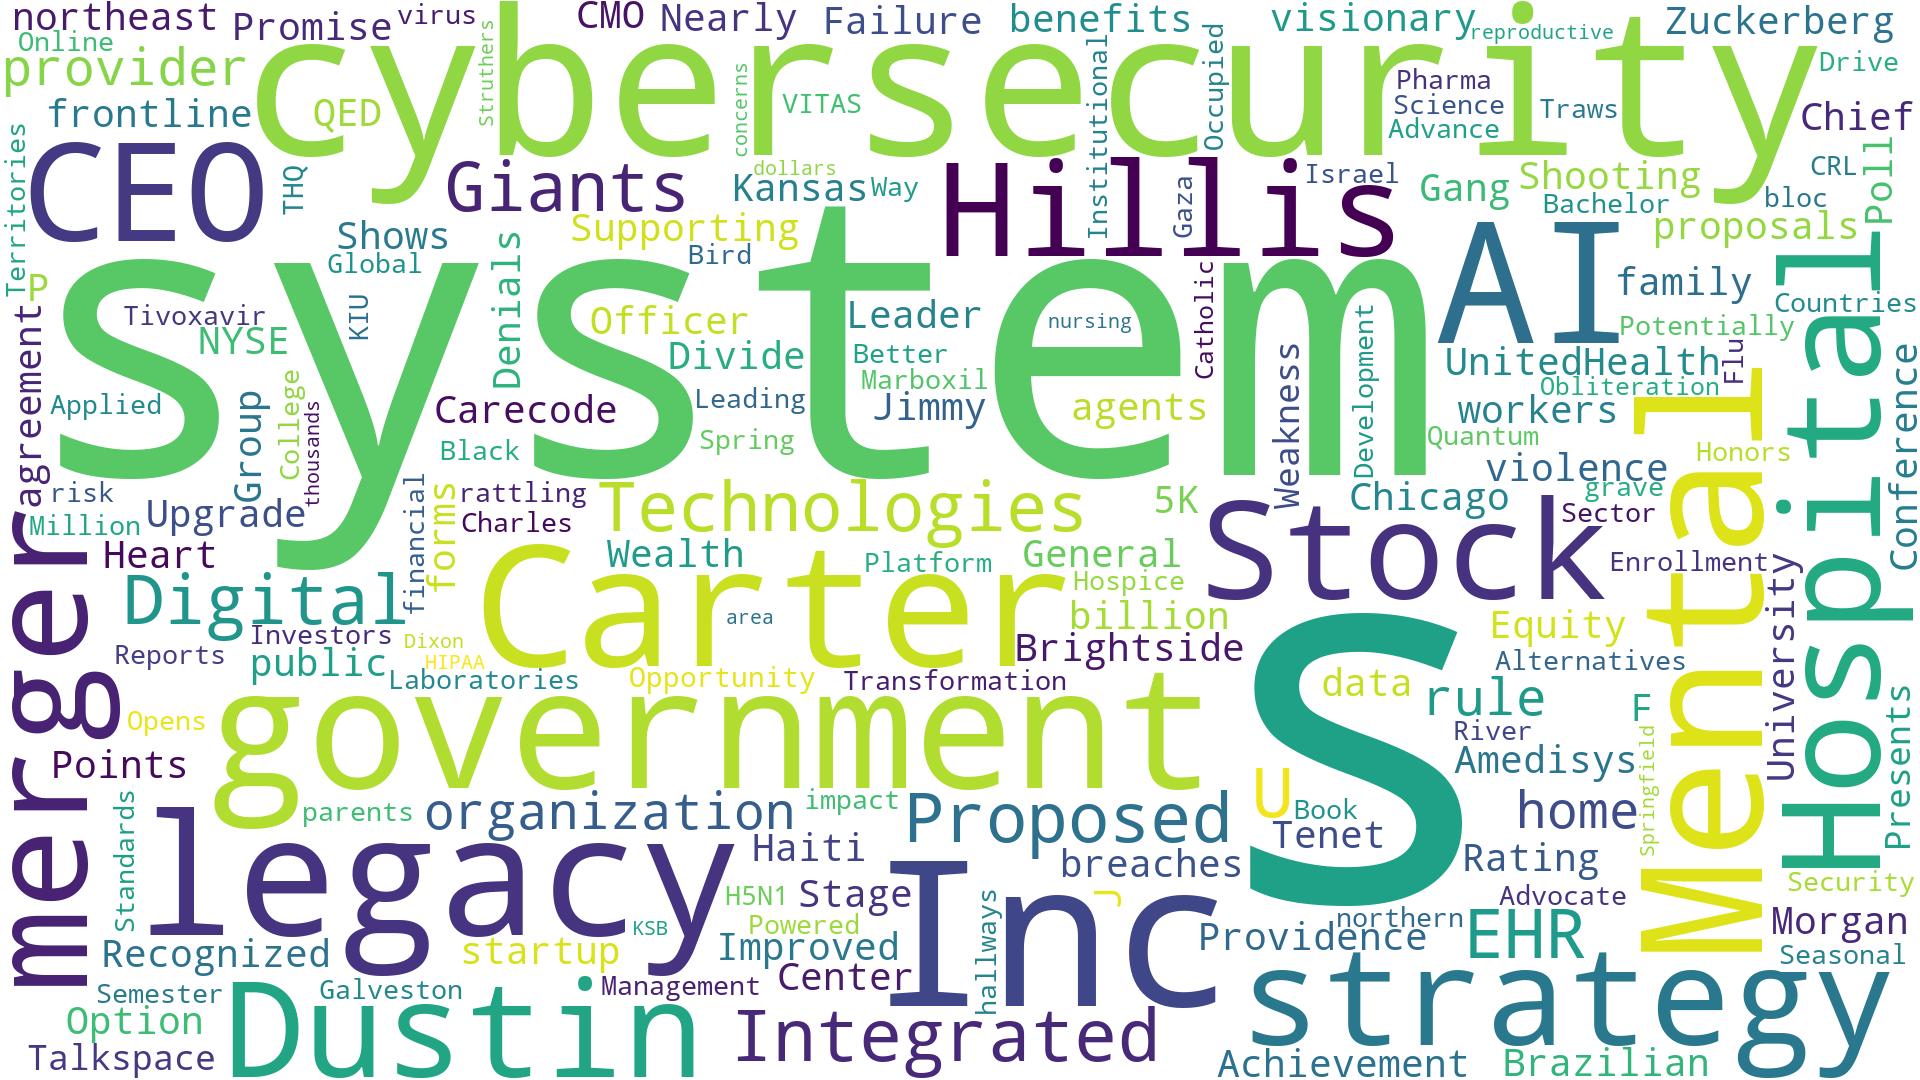 northeast
Promise
virus
CMO
Nearly
Failure
benefits
visionary
reproductive
Zuckerberg
Online
provider
cybersecurity
Struthers
concerns
Institutional
Occupied
Drive
frontline
QED
VITAS
Pharma
Science
Advance
Traws
Chief
Territories
CEO
THQ
Giants
dollars
Kansas
Way
Hillis
Gaza
Israel
Gang
Shooting
Bachelor
CRL
bloc
Poll
Shows
Global
Denials
Supporting
Bird
system
AI
proposals
family
Hospital
Countries
P
Tivoxavir
NYSE
KIU
Officer
Divide
Leader
nursing
Catholic
Better
Marboxil
Jimmy
agents
Weakness
Development
Potentially
UnitedHealth
Flu
Obliteration
workers
Quantum
Mental
Honors
Conference
agreement
Applied
Group
College
thousands
Carecode
Leading
Black
Spring
violence
grave
risk
Million
Upgrade
financial
forms
rattling
Charles
Technologies
5K
Chicago
Sector
Stock
Enrollment
merger
Heart
Wealth
Platform
General
Hospice
Digital
Carter
area
billion
Brightside
Investors
Dixon
HIPAA
Reports
public
Laboratories
Opportunity
Transformation
S
Equity
Alternatives
University
data
rule
F
River
Opens
government
Points
Amedisys
Springfield
Presents
Standards
parents
organization
impact
Proposed
U
Book
Tenet
home
legacy
Haiti
breaches
Rating
H5N1
Stage
Inc
J
Advocate
Security
KSB
Powered
hallways
northern
Providence
EHR
Morgan
Recognized
startup
Improved
Seasonal
Semester
Galveston
Management
Center
strategy
Option
Dustin
Integrated
Talkspace
Achievement
Brazilian